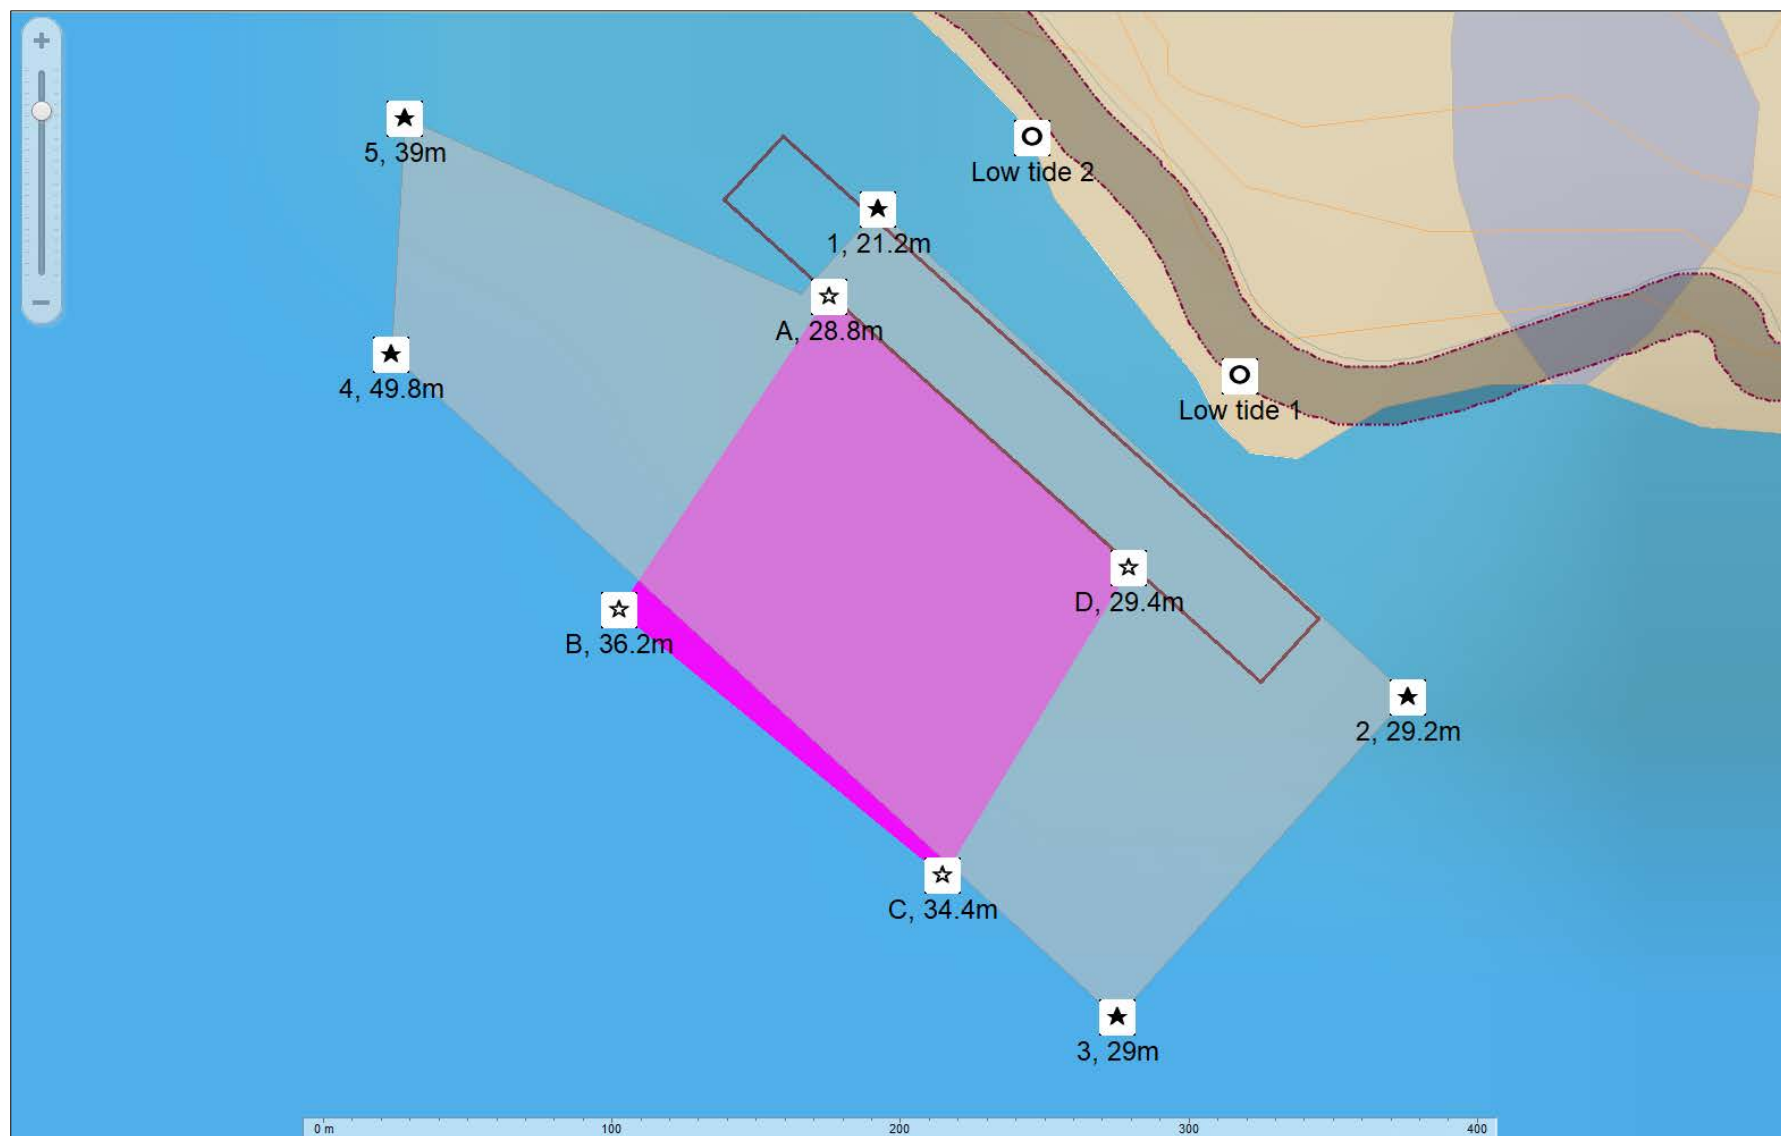 +
5, 39m
Low tide 2
1, 21.2m
−
A, 28.8m
4, 49.8m
Low tide 1
D, 29.4m
B, 36.2m
2, 29.2m
C, 34.4m
3, 29m
0 m 100 200 300 400